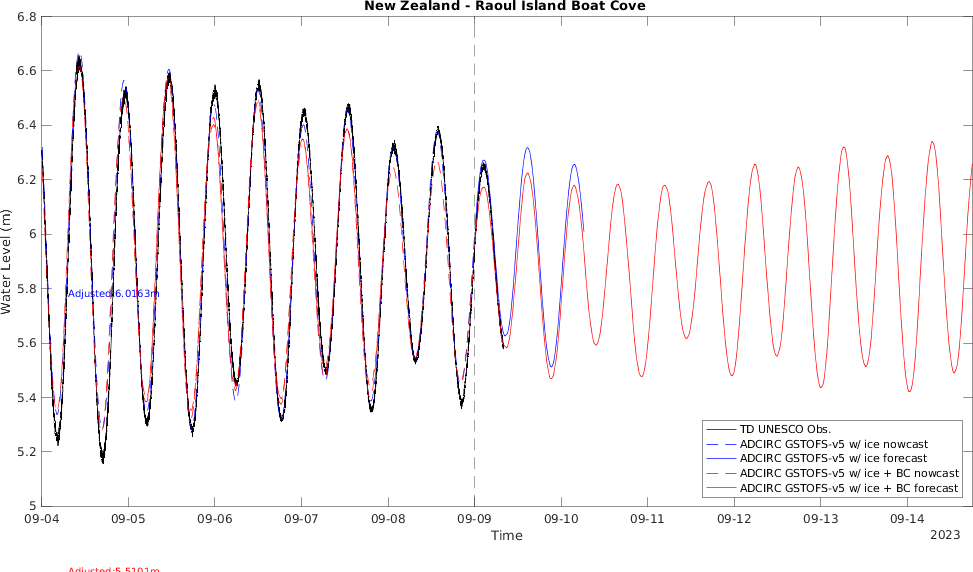 New Zealand - Raoul Island Boat Cove
6.8
6.6
6.4
6.2
6
5.8
5.6
5.4
5.2
5
Water Level (m)
Adjusted:6.0163m
TD UNESCO Obs.
ADCIRC GSTOFS-v5 w/ ice nowcast
ADCIRC GSTOFS-v5 w/ ice forecast
ADCIRC GSTOFS-v5 w/ ice + BC nowcast
ADCIRC GSTOFS-v5 w/ ice + BC forecast
09-04 09-05 09-06 09-07 09-08 09-09 09-10 09-11 09-12 09-13 09-14
Time
2023
Adjusted:5.5101m